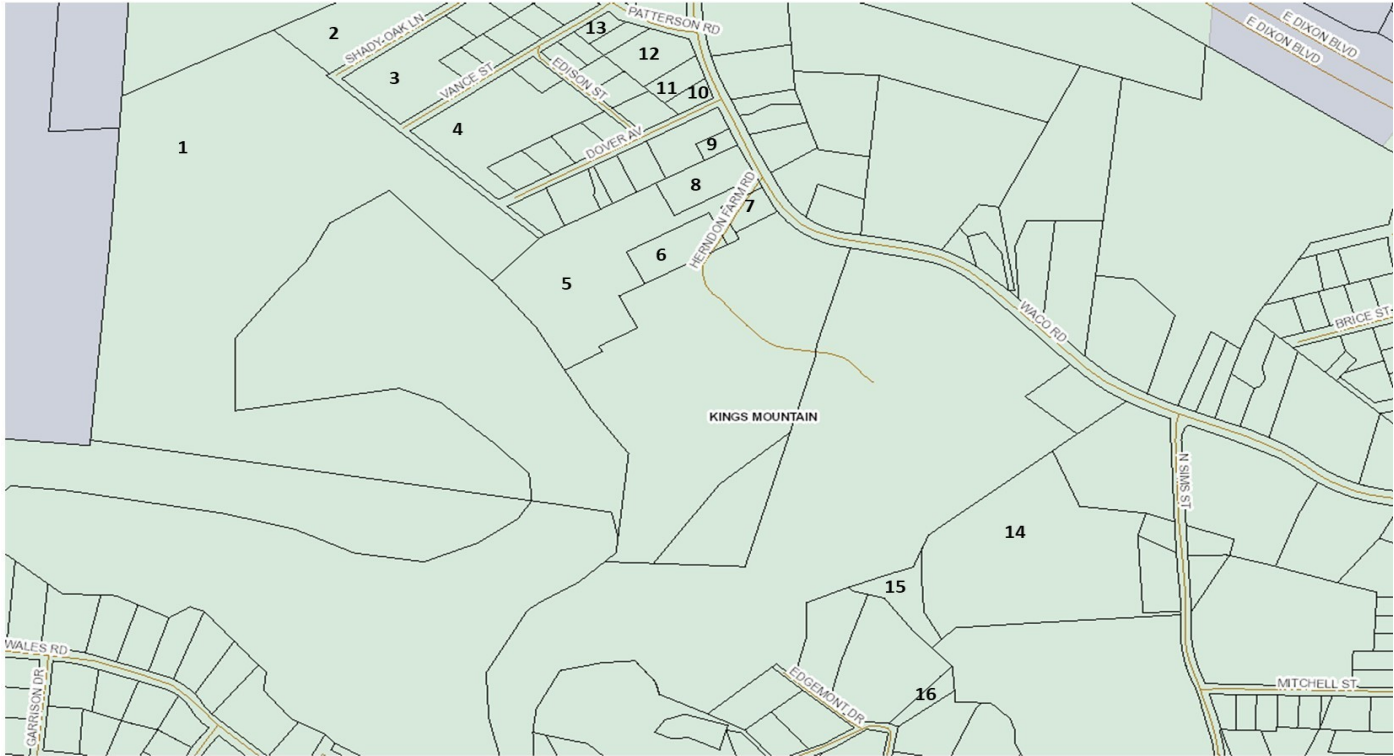 PATTERSON RD
E DIXON BLVD
E DIXON BLVD
2
SHADY OAK LN
13
12
3
VANCE ST
EDISON ST
11
10
4
DOVER AV
9
1
8
HERNDON FARM RD
7
6
5
WACO RD
BRICE ST
KINGS MOUNTAIN
N SIMS ST
14
15
WALES RD
GARRISON DR
EDGEMONT DR
16
MITCHELL ST